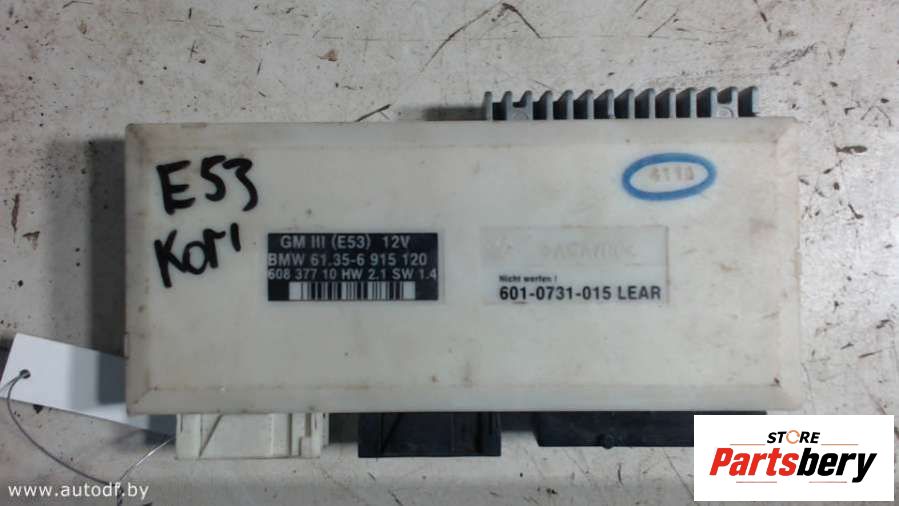 E53
Kom
GM III (E53) 12V
BMW 61.35-6 915 120
608 377 10 HW 2.1 SW 1.4
Nicht werfen !
601-0731-015 LEAR
www.autodf.by
STORE
Partsbery